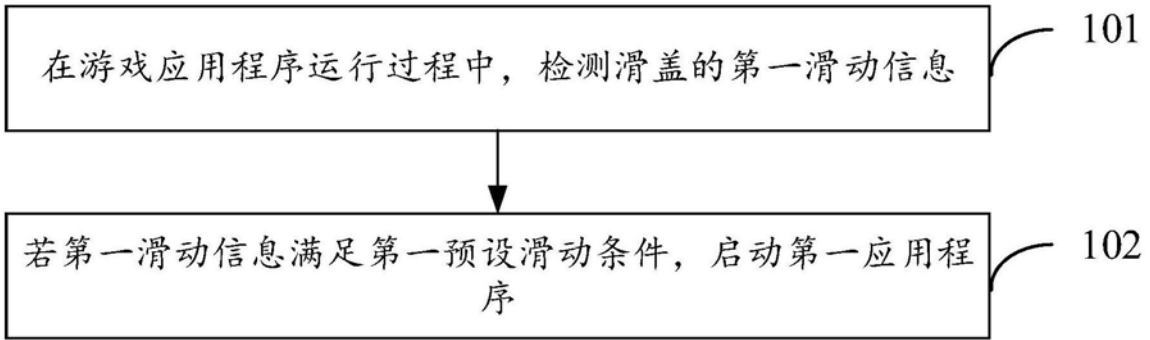 在游戏应用程序运行过程中，检测滑盖的第一滑动信息
101
若第一滑动信息满足第一预设滑动条件，启动第一应用程
序
102